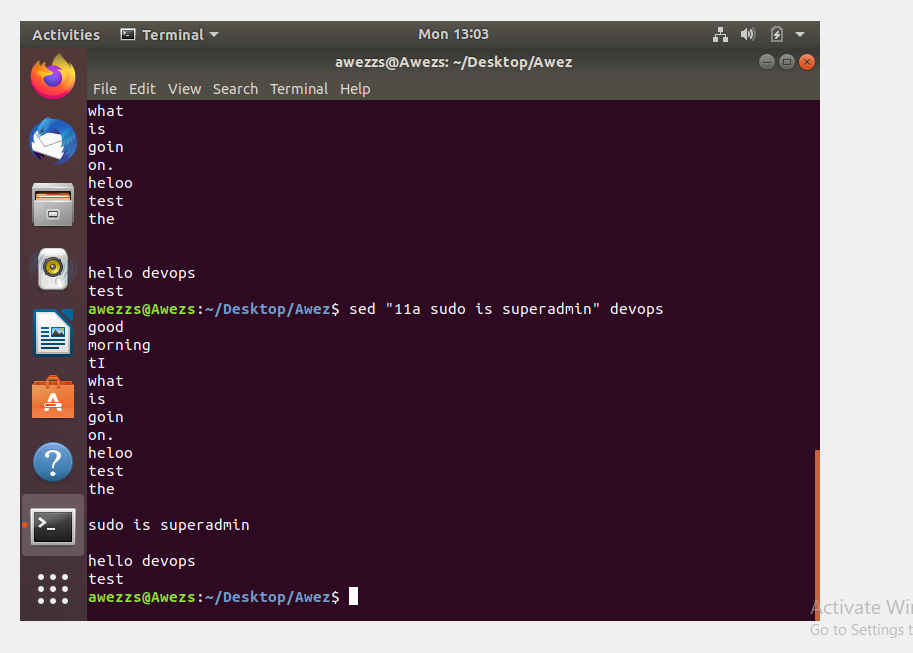 Activities Terminal Mon 13:03
awezzs@Awezs: ~/Desktop/Awez
File Edit View Search Terminal Help
what
is
goin
on.
heloo
test
the
hello devops
test
awezzs@Awezs:~/Desktop/Awez$ sed "11a sudo is superadmin" devops
good
morning
tI
what
is
goin
on.
heloo
test
the
sudo is superadmin
hello devops
test
awezzs@Awezs:~/Desktop/Awez$
Activate Win
Go to Settings t